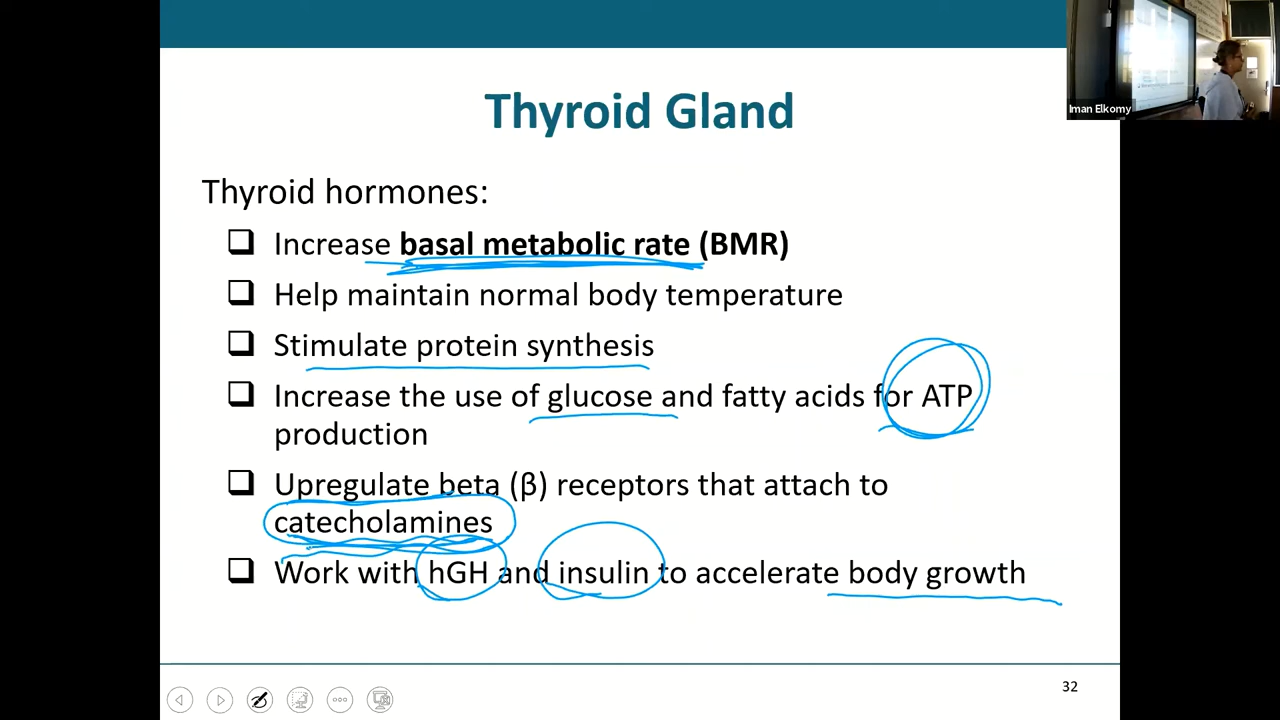 Iman Elkomy
Thyroid Gland
Thyroid hormones:
❑ Increase basal metabolic rate (BMR)
❑ Help maintain normal body temperature
❑ Stimulate protein synthesis
❑ Increase the use of glucose and fatty acids for ATP
production
❑ Upregulate beta (β) receptors that attach to
catecholamines
❑ Work with hGH and insulin to accelerate body growth
32